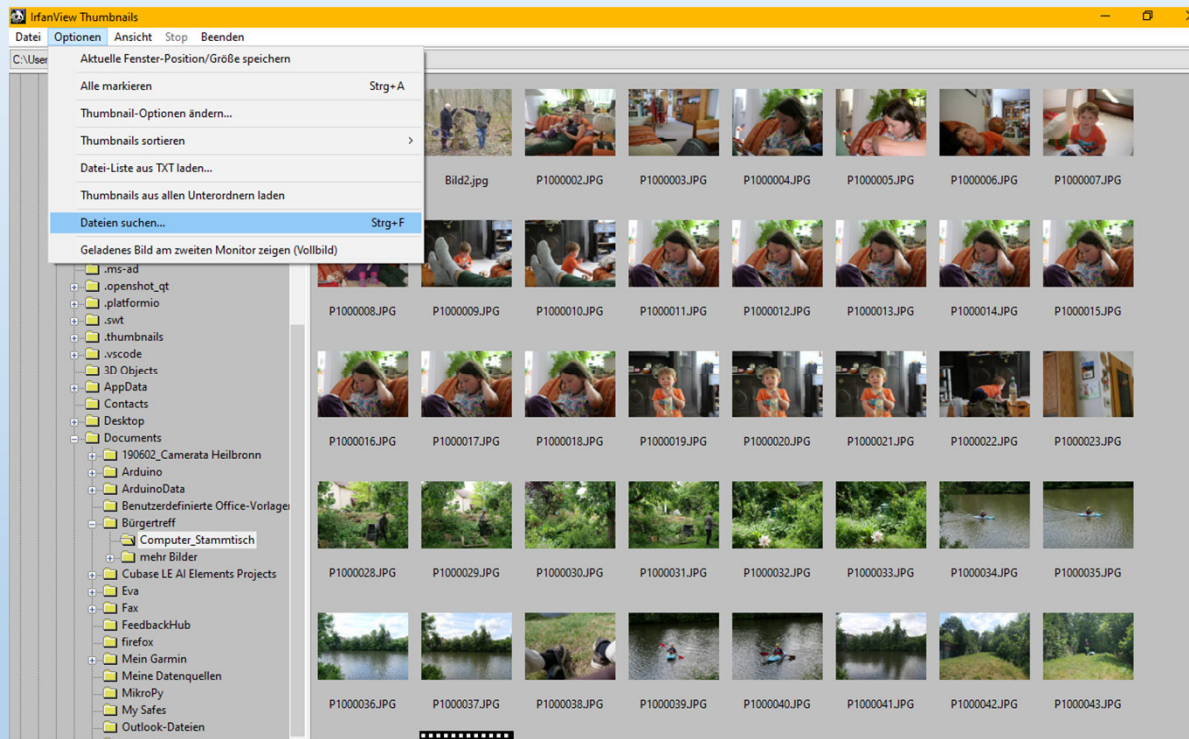 IrfanView Thumbnails
Datei Optionen Ansicht Stop Beenden
C:\User
Aktuelle Fenster-Position/Größe speichern
Alle markieren Strg+A
Thumbnail-Optionen ändern...
Thumbnails sortieren
Datei-Liste aus TXT laden...
Thumbnails aus allen Unterordnern laden
Dateien suchen... Strg+F
Geladenes Bild am zweiten Monitor zeigen (Vollbild)
.ms-ad
.openshot_qt
.platformio
.swt
.thumbnails
.vscode
3D Objects
AppData
Contacts
Desktop
Documents
190602_Camerata Heilbronn
Arduino
ArduinoData
Benutzerdefinierte Office-Vorlagen
Bürgertreff
Computer_Stammtisch
mehr Bilder
Cubase LE AI Elements Projects
Eva
Fax
FeedbackHub
firefox
Mein Garmin
Meine Datenquellen
MikroPy
My Safes
Outlook-Dateien
Bild2.jpg P1000002.JPG P1000003.JPG P1000004.JPG P1000005.JPG P1000006.JPG P1000007.JPG
P1000008.JPG P1000009.JPG P1000010.JPG P1000011.JPG P1000012.JPG P1000013.JPG P1000014.JPG P1000015.JPG
P1000016.JPG P1000017.JPG P1000018.JPG P1000019.JPG P1000020.JPG P1000021.JPG P1000022.JPG P1000023.JPG
P1000028.JPG P1000029.JPG P1000030.JPG P1000031.JPG P1000032.JPG P1000033.JPG P1000034.JPG P1000035.JPG
P1000036.JPG P1000037.JPG P1000038.JPG P1000039.JPG P1000040.JPG P1000041.JPG P1000042.JPG P1000043.JPG